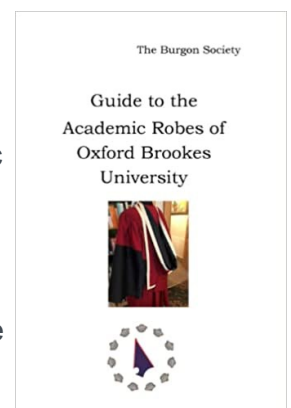 The Burgon Society
Guide to the
Academic Robes of
Oxford Brookes
University